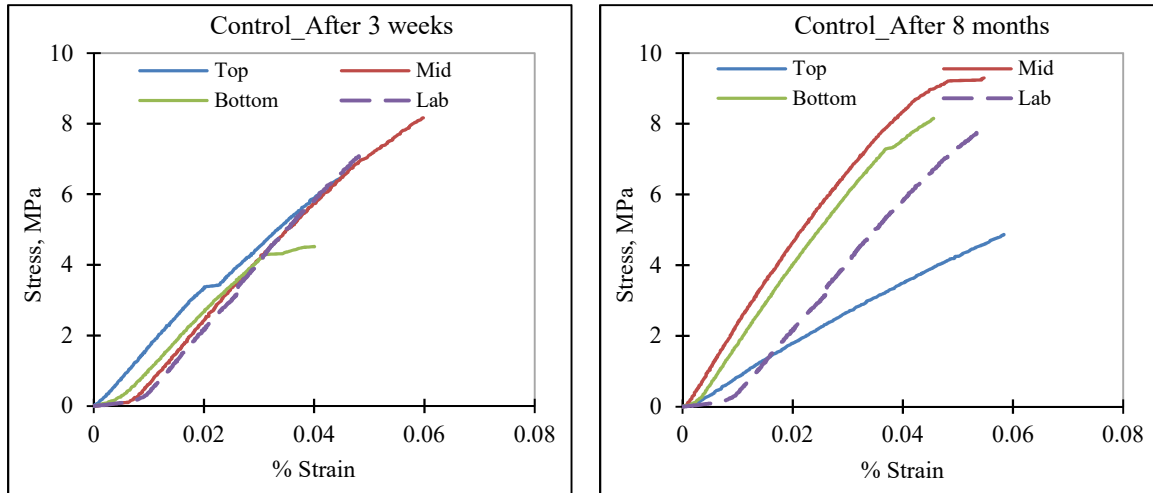 Control_After 3 weeks
10
8
6
4
2
0
Stress, MPa
Top
Mid
Bottom
Lab
0 0.02 0.04 0.06 0.08
% Strain
Control_After 8 months
10
8
6
4
2
0
Stress, MPa
Top
Mid
Bottom
Lab
0 0.02 0.04 0.06 0.08
% Strain